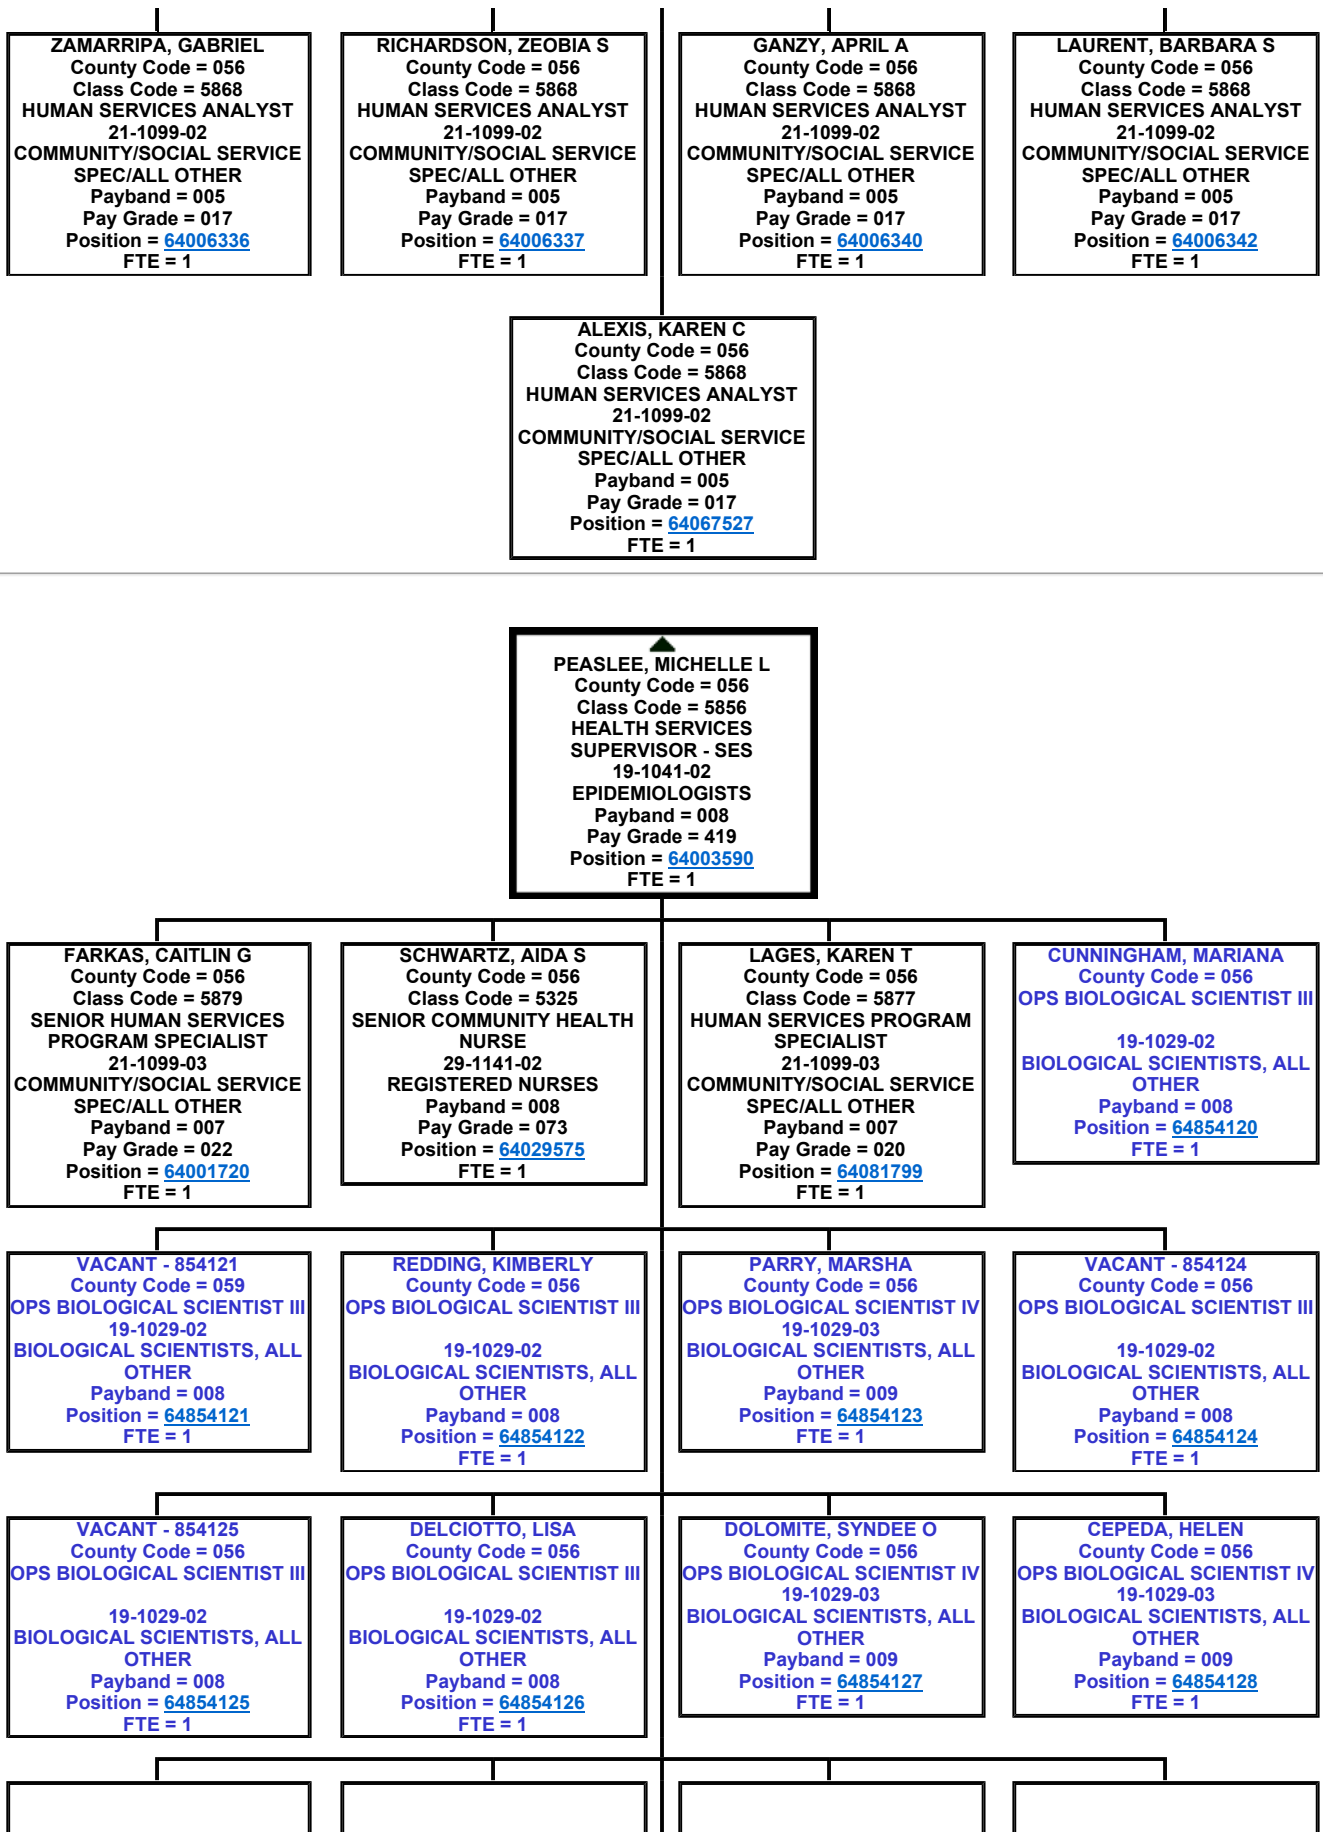 ZAMARRIPA, GABRIEL
County Code = 056
Class Code = 5868
HUMAN SERVICES ANALYST
21-1099-02
COMMUNITY/SOCIAL SERVICE
SPEC/ALL OTHER
Payband = 005
Pay Grade = 017
Position = 64006336
FTE = 1
RICHARDSON, ZEOBIA S
County Code = 056
Class Code = 5868
HUMAN SERVICES ANALYST
21-1099-02
COMMUNITY/SOCIAL SERVICE
SPEC/ALL OTHER
Payband = 005
Pay Grade = 017
Position = 64006337
FTE = 1
GANZY, APRIL A
County Code = 056
Class Code = 5868
HUMAN SERVICES ANALYST
21-1099-02
COMMUNITY/SOCIAL SERVICE
SPEC/ALL OTHER
Payband = 005
Pay Grade = 017
Position = 64006340
FTE = 1
LAURENT, BARBARA S
County Code = 056
Class Code = 5868
HUMAN SERVICES ANALYST
21-1099-02
COMMUNITY/SOCIAL SERVICE
SPEC/ALL OTHER
Payband = 005
Pay Grade = 017
Position = 64006342
FTE = 1
ALEXIS, KAREN C
County Code = 056
Class Code = 5868
HUMAN SERVICES ANALYST
21-1099-02
COMMUNITY/SOCIAL SERVICE
SPEC/ALL OTHER
Payband = 005
Pay Grade = 017
Position = 64067527
FTE = 1
PEASLEE, MICHELLE L
County Code = 056
Class Code = 5856
HEALTH SERVICES
SUPERVISOR - SES
19-1041-02
EPIDEMIOLOGISTS
Payband = 008
Pay Grade = 419
Position = 64003590
FTE = 1
FARKAS, CAITLIN G
County Code = 056
Class Code = 5879
SENIOR HUMAN SERVICES
PROGRAM SPECIALIST
21-1099-03
COMMUNITY/SOCIAL SERVICE
SPEC/ALL OTHER
Payband = 007
Pay Grade = 022
Position = 64001720
FTE = 1
SCHWARTZ, AIDA S
County Code = 056
Class Code = 5325
SENIOR COMMUNITY HEALTH
NURSE
29-1141-02
REGISTERED NURSES
Payband = 008
Pay Grade = 073
Position = 64029575
FTE = 1
LAGES, KAREN T
County Code = 056
Class Code = 5877
HUMAN SERVICES PROGRAM
SPECIALIST
21-1099-03
COMMUNITY/SOCIAL SERVICE
SPEC/ALL OTHER
Payband = 007
Pay Grade = 020
Position = 64081799
FTE = 1
CUNNINGHAM, MARIANA
County Code = 056
OPS BIOLOGICAL SCIENTIST III
19-1029-02
BIOLOGICAL SCIENTISTS, ALL
OTHER
Payband = 008
Position = 64854120
FTE = 1
VACANT - 854121
County Code = 059
OPS BIOLOGICAL SCIENTIST III
19-1029-02
BIOLOGICAL SCIENTISTS, ALL
OTHER
Payband = 008
Position = 64854121
FTE = 1
REDDING, KIMBERLY
County Code = 056
OPS BIOLOGICAL SCIENTIST III
19-1029-02
BIOLOGICAL SCIENTISTS, ALL
OTHER
Payband = 008
Position = 64854122
FTE = 1
PARRY, MARSHA
County Code = 056
OPS BIOLOGICAL SCIENTIST IV
19-1029-03
BIOLOGICAL SCIENTISTS, ALL
OTHER
Payband = 009
Position = 64854123
FTE = 1
VACANT - 854124
County Code = 056
OPS BIOLOGICAL SCIENTIST III
19-1029-02
BIOLOGICAL SCIENTISTS, ALL
OTHER
Payband = 008
Position = 64854124
FTE = 1
VACANT - 854125
County Code = 056
OPS BIOLOGICAL SCIENTIST III
19-1029-02
BIOLOGICAL SCIENTISTS, ALL
OTHER
Payband = 008
Position = 64854125
FTE = 1
DELCIOTTO, LISA
County Code = 056
OPS BIOLOGICAL SCIENTIST III
19-1029-02
BIOLOGICAL SCIENTISTS, ALL
OTHER
Payband = 008
Position = 64854126
FTE = 1
DOLOMITE, SYNDEE O
County Code = 056
OPS BIOLOGICAL SCIENTIST IV
19-1029-03
BIOLOGICAL SCIENTISTS, ALL
OTHER
Payband = 009
Position = 64854127
FTE = 1
CEPEDA, HELEN
County Code = 056
OPS BIOLOGICAL SCIENTIST IV
19-1029-03
BIOLOGICAL SCIENTISTS, ALL
OTHER
Payband = 009
Position = 64854128
FTE = 1